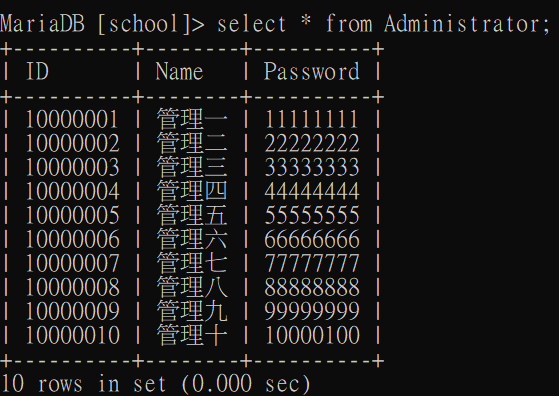 MariaDB [school]> select * from Administrator;
+----------+--------+----------+
| ID       | Name   | Password |
+----------+--------+----------+
| 10000001 | 管理一 | 11111111 |
| 10000002 | 管理二 | 22222222 |
| 10000003 | 管理三 | 33333333 |
| 10000004 | 管理四 | 44444444 |
| 10000005 | 管理五 | 55555555 |
| 10000006 | 管理六 | 66666666 |
| 10000007 | 管理七 | 77777777 |
| 10000008 | 管理八 | 88888888 |
| 10000009 | 管理九 | 99999999 |
| 10000010 | 管理十 | 10000100 |
+----------+--------+----------+
10 rows in set (0.000 sec)